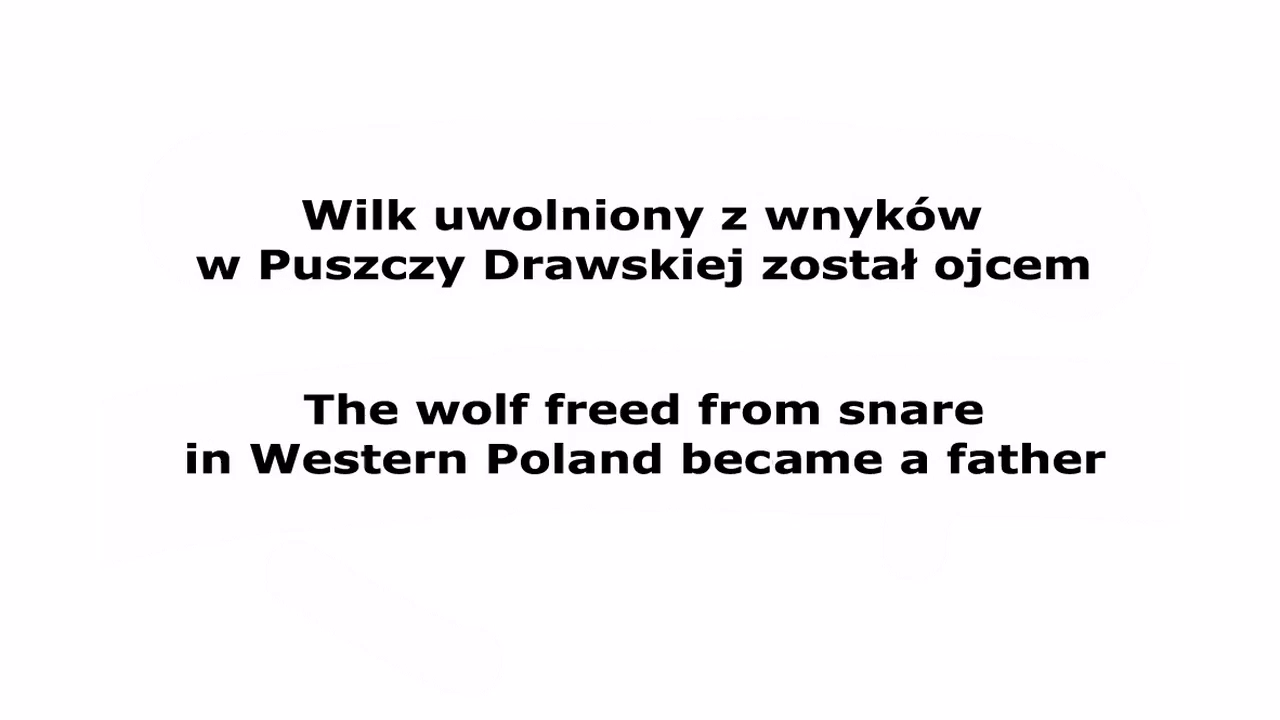 Wilk uwolniony z wnyków
w Puszczy Drawskiej został ojcem
The wolf freed from snare
in Western Poland became a father